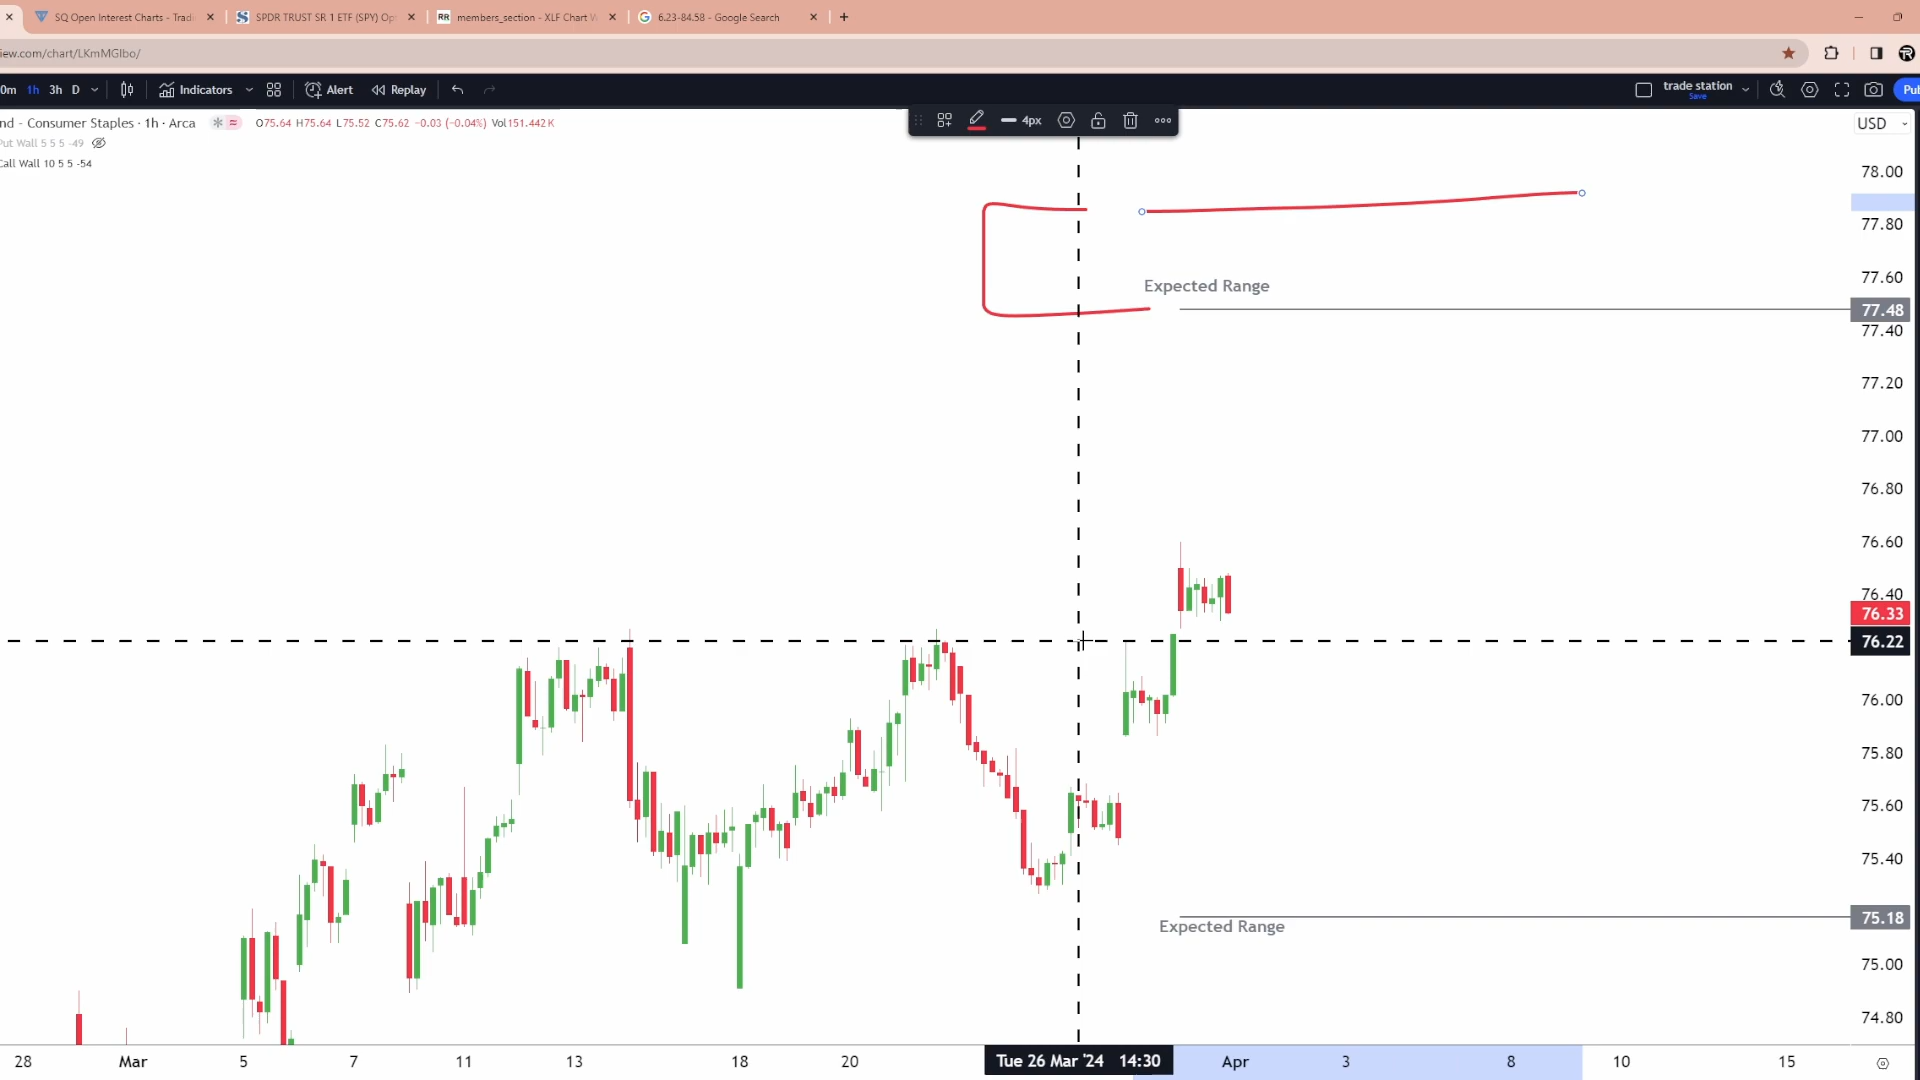 SQ Open Interest Charts - Tradi
SPDR TRUST SR 1 ETF (SPY) Op
RR members_section - XLF Chart V
6.23-84.58 - Google Search
iew.com/chart/LKmMGlbo/
0m 1h 3h D Indicators Alert Replay trade station Save Pub
4px
nd - Consumer Staples · 1h · Arca O75.64 H75.64 L75.52 C75.62 −0.03 (−0.04%) Vol151.442K
Put Wall 5 5 5 -49
Call Wall 10 5 5 -54
USD
78.00
77.80
Expected Range
77.60
77.48
77.40
77.20
77.00
76.80
76.60
76.40
76.33
76.22
76.00
75.80
75.60
75.40
75.18
Expected Range
75.00
74.80
28 Mar 5 7 11 13 18 20 Tue 26 Mar '24 14:30 Apr 3 8 10 15